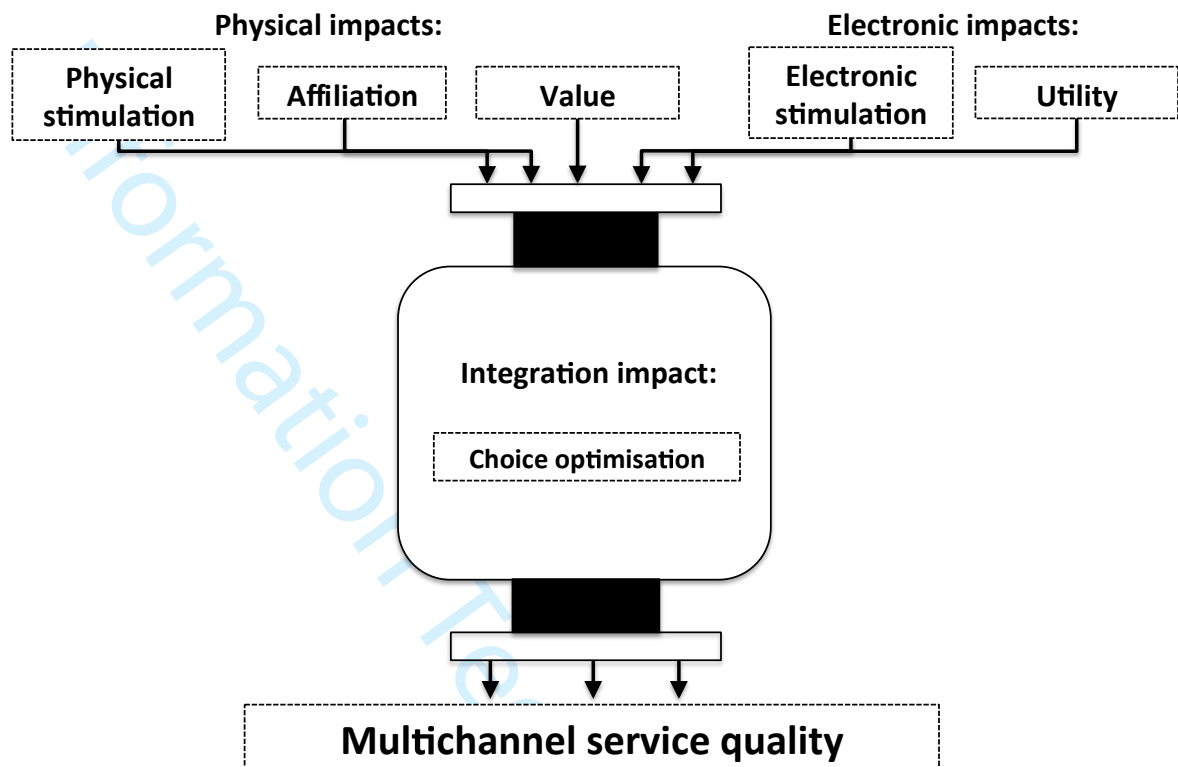 Physical impacts:
Electronic impacts:
Physical
stimulation
Affiliation
Value
Electronic
stimulation
Utility
Integration impact:
Choice optimisation
Multichannel service quality